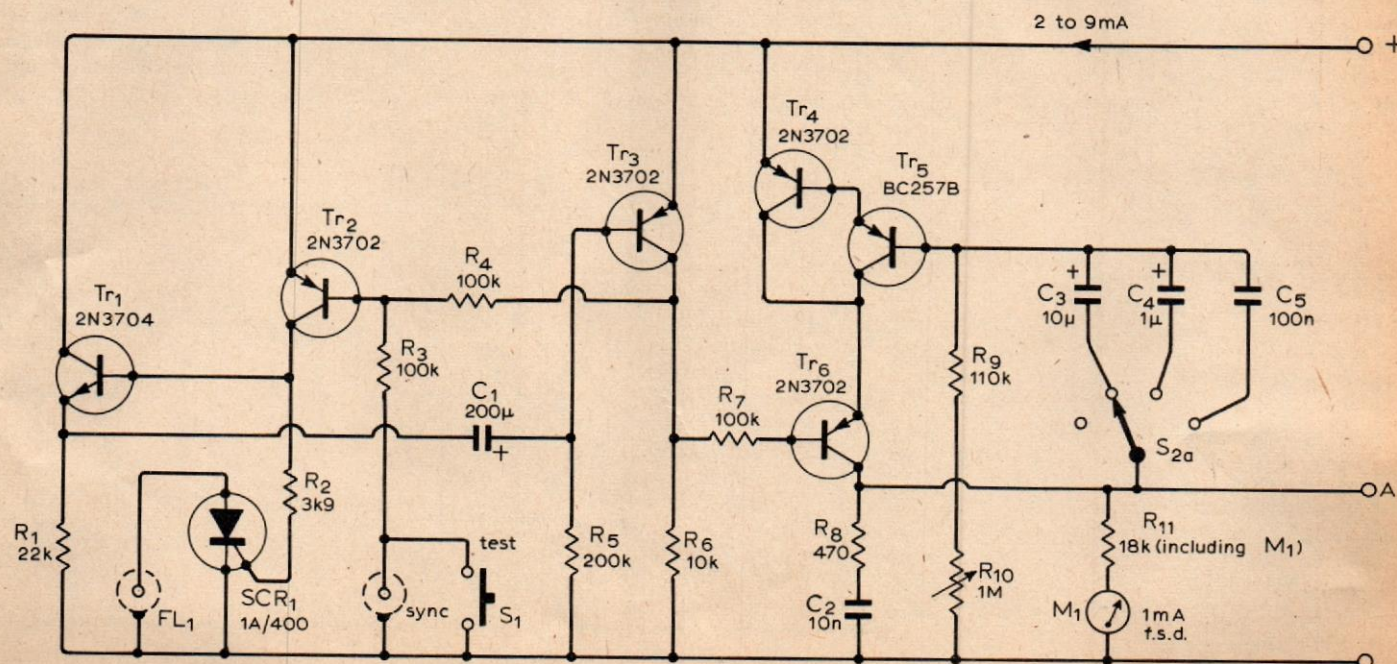 2 to 9mA
+
Tr4
2N3702
Tr3
2N3702
Tr5
BC257B
Tr2
2N3702
R4
100k
Tr1
2N3704
C3
10μ
+
C4
1μ
+
C5
100n
R3
100k
R9
110k
Tr6
2N3702
C1
200μ
+
R7
100k
S2a
R2
3k9
A
R1
22k
R5
200k
R6
10k
R8
470
R11
18k (including M1)
test
SCR1
1A/400
FL1
sync
S1
R10
1M
C2
10n
M1
1mA
f.s.d.